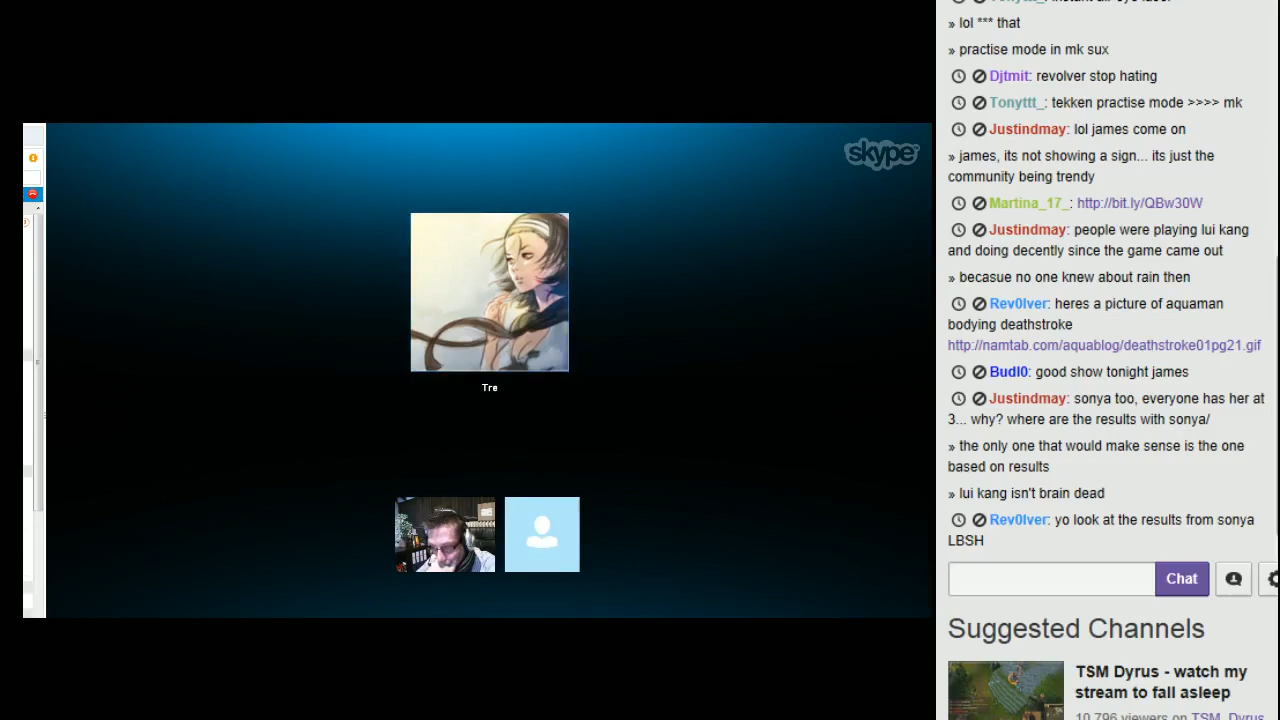 skype
Tre
» lol *** that
» practise mode in mk sux
Djtmit: revolver stop hating
Tonyttt_: tekken practise mode >>>> mk
Justindmay: lol james come on
» james, its not showing a sign... its just the
community being trendy
Martina_17_: http://bit.ly/QBw30W
Justindmay: people were playing lui kang
and doing decently since the game came out
» becasue no one knew about rain then
Rev0lver: heres a picture of aquaman
bodying deathstroke
http://namtab.com/aquablog/deathstroke01pg21.gif
Budl0: good show tonight james
Justindmay: sonya too, everyone has her at
3... why? where are the results with sonya/
» the only one that would make sense is the one
based on results
» lui kang isn't brain dead
Rev0lver: yo look at the results from sonya
LBSH
Chat
Suggested Channels
TSM Dyrus - watch my
stream to fall asleep
10,796 viewers on TSM_Dyrus